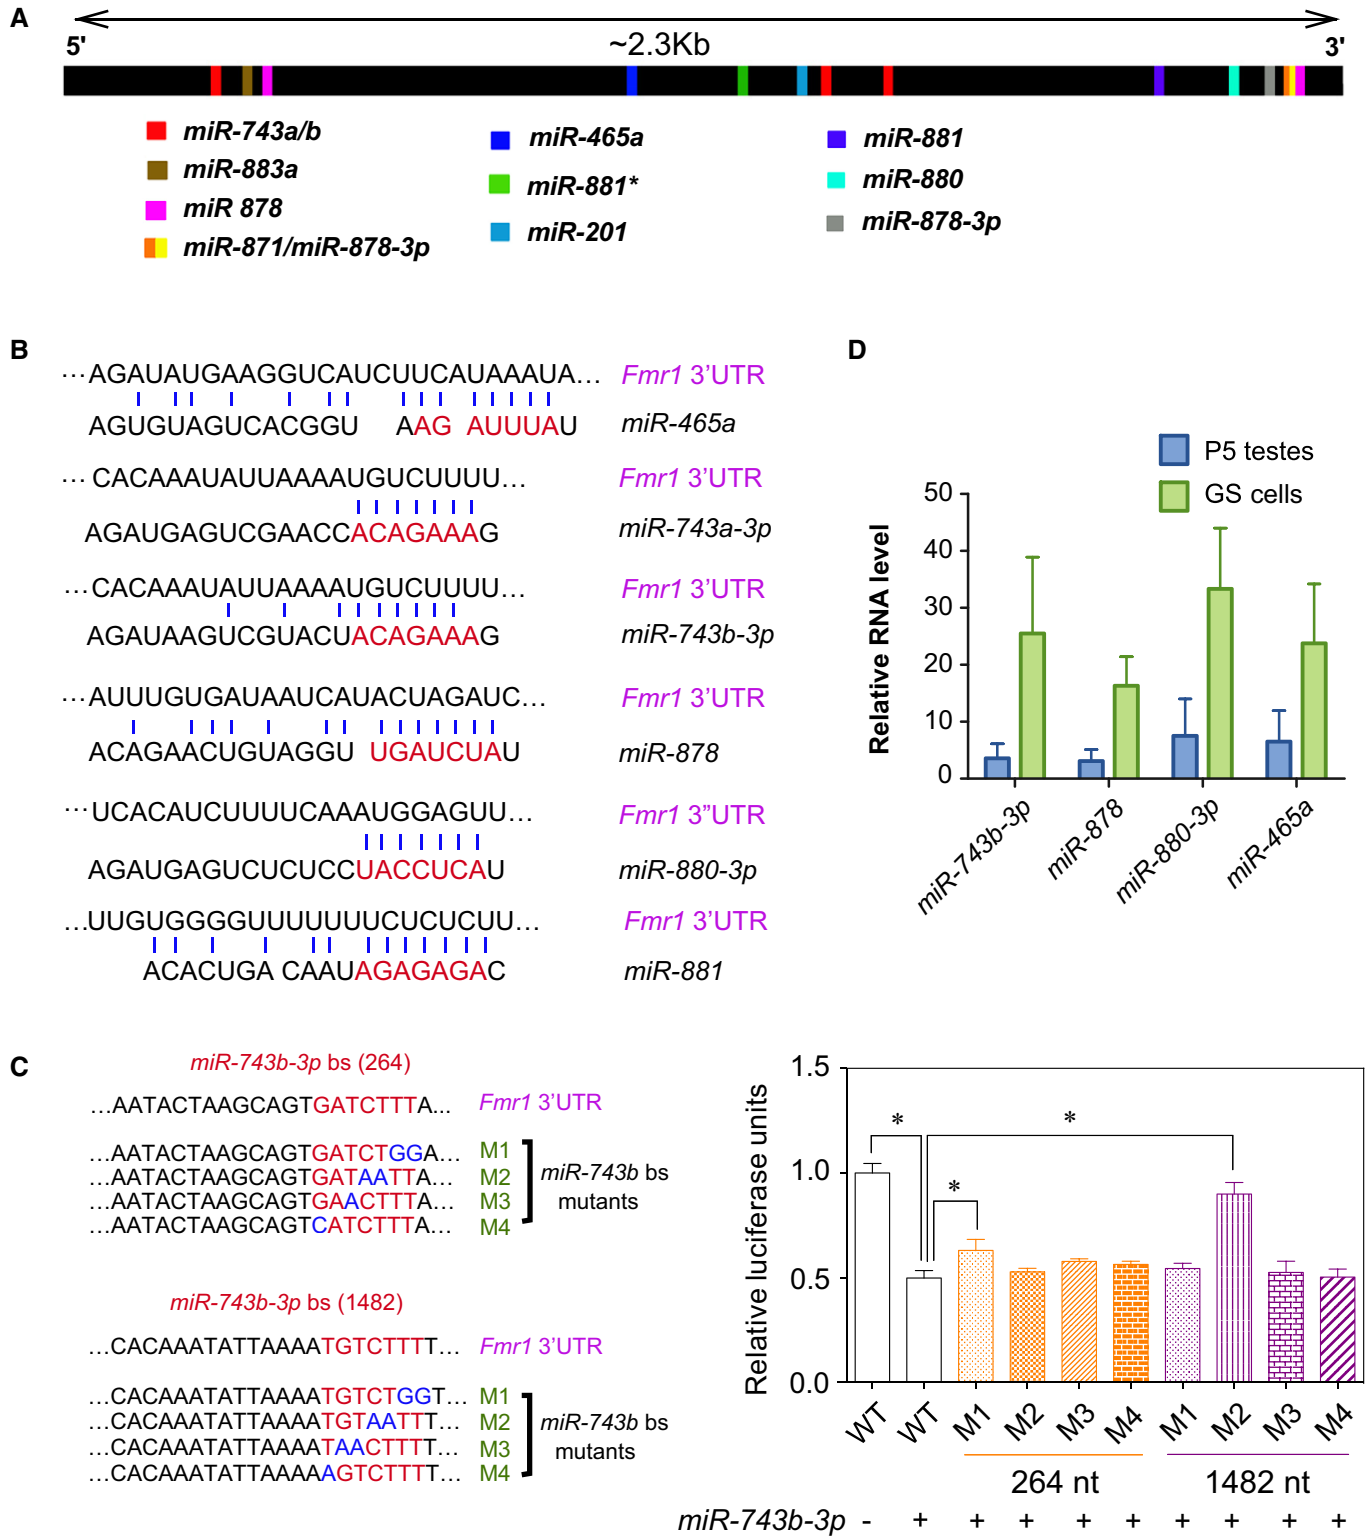 A
5'
~2.3Kb
3'
miR-743a/b
miR-883a
miR 878
miR-871/miR-878-3p
miR-465a
miR-881*
miR-201
miR-881
miR-880
miR-878-3p
B
...AGAUAUGAAGGUCAUCUUCAUAAAUA... Fmr1 3'UTR
AGUGUAGUCACGGU AAG AUUUAU miR-465a
...CACAAAUAUUAAAAUGUCUUUU... Fmr1 3'UTR
AGAUGAGUCGAACCACAGAAAG miR-743a-3p
...CACAAAUAUUAAAAUGUCUUUU... Fmr1 3'UTR
AGAUAAGUCGUACUACAGAAAG miR-743b-3p
...AUUUGUGAUAAUCAUACUAGAUC... Fmr1 3'UTR
ACAGAACUGUAGGU UGAUCUAU miR-878
...UCACAUCUUUUCAAAUGGAGUU... Fmr1 3”UTR
AGAUGAGUCUCUCCUACCUCAU miR-880-3p
...UUGUGGGGUUUUUUUCUCUCUU... Fmr1 3'UTR
ACACUGA CAAUAGAGAGAC miR-881
D
P5 testes
GS cells
Relative RNA level
50
40
30
20
10
0
miR-743b-3p
miR-878
miR-880-3p
miR-465a
C
miR-743b-3p bs (264)
...AATACTAAGCAGTGATCTTTA... Fmr1 3'UTR
...AATACTAAGCAGTGATCTGGA... M1
...AATACTAAGCAGTGATAATTA... M2
...AATACTAAGCAGTGAACTTTA... M3
...AATACTAAGCAGTCATCTTTA... M4
miR-743b bs
mutants
miR-743b-3p bs (1482)
...CACAAATATTAAAATGTCTTTT... Fmr1 3'UTR
...CACAAATATTAAAATGTCTGGT... M1
...CACAAATATTAAAATGTAATTT... M2
...CACAAATATTAAAATAACTTTT... M3
...CACAAATATTAAAAAGTCTTTT... M4
miR-743b bs
mutants
Relative luciferase units
1.5
1.0
0.5
0.0
*
*
*
WT WT M1 M2 M3 M4 M1 M2 M3 M4
264 nt 1482 nt
miR-743b-3p - + + + + + + + + +